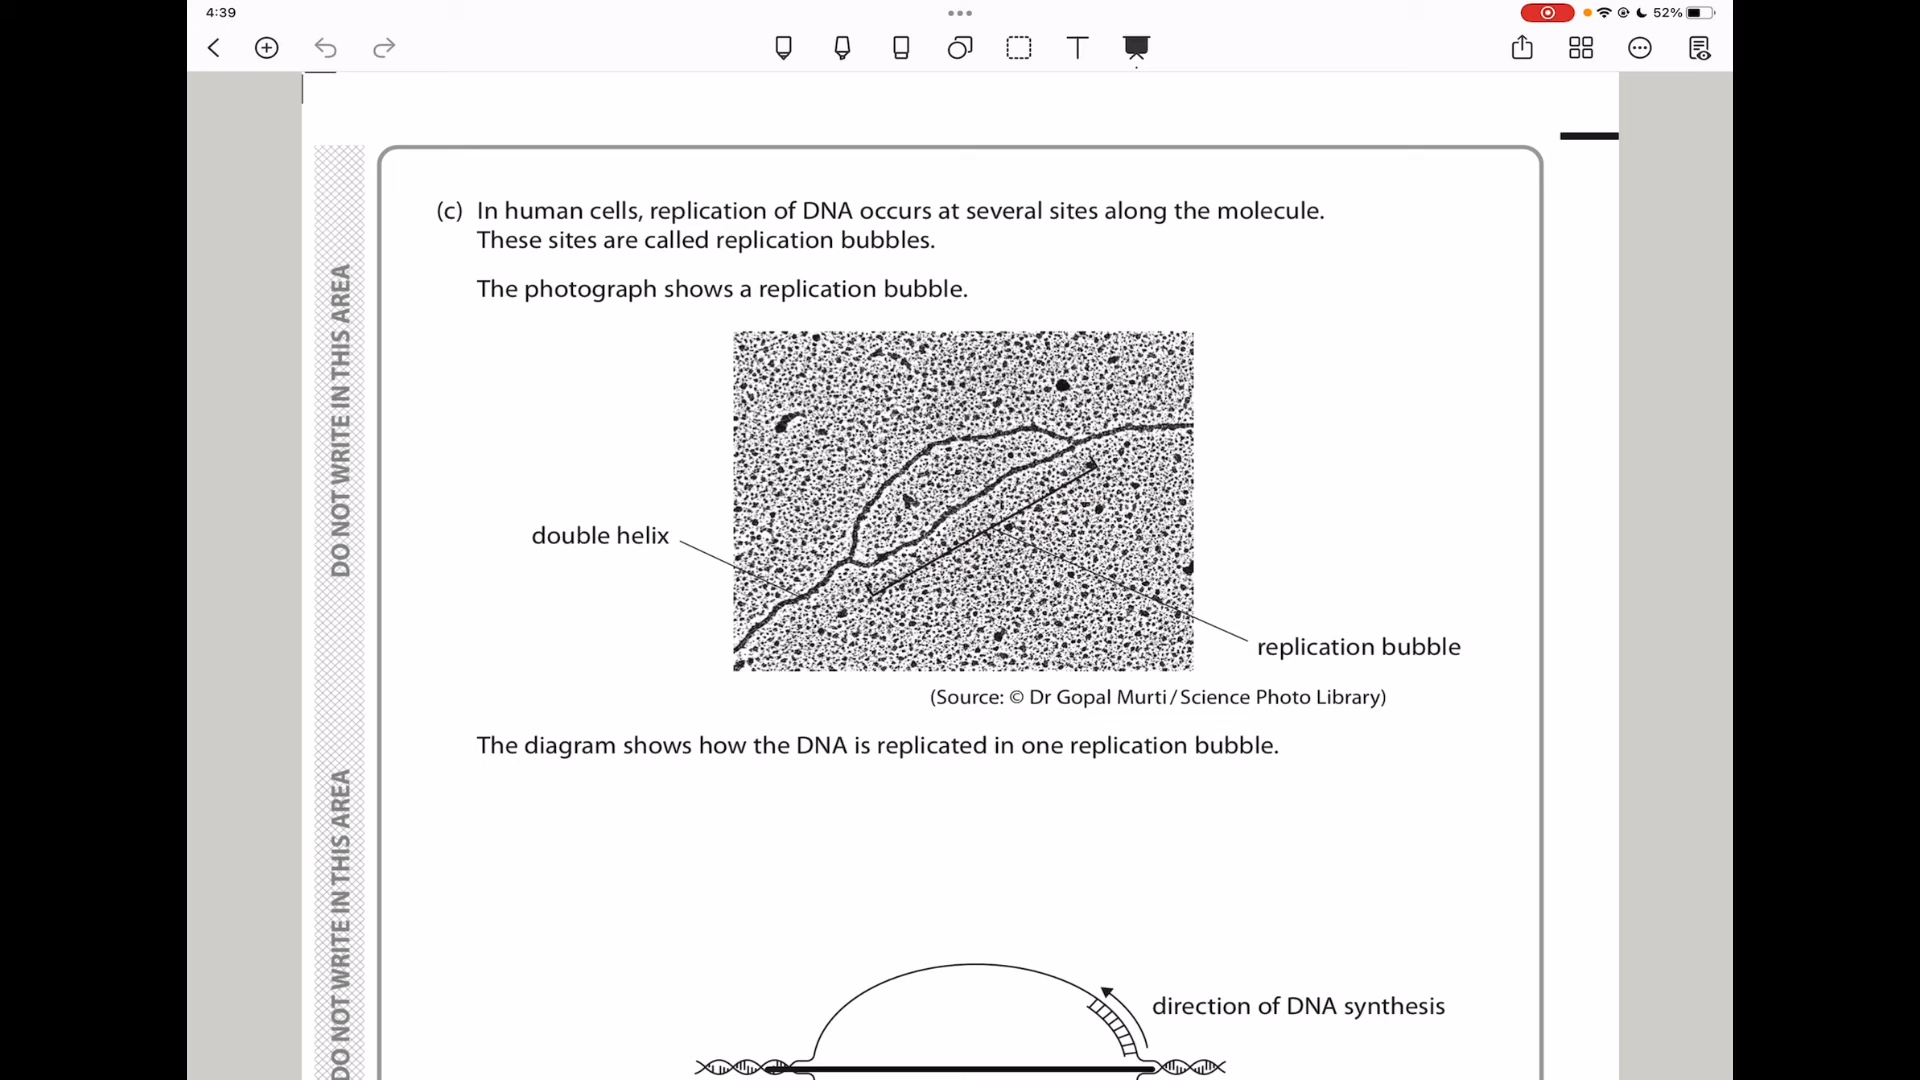 4:39
52%
DO NOT WRITE IN THIS AREA
DO NOT WRITE IN THIS AREA
(c) In human cells, replication of DNA occurs at several sites along the molecule.
These sites are called replication bubbles.
The photograph shows a replication bubble.
double helix
replication bubble
(Source: © Dr Gopal Murti / Science Photo Library)
The diagram shows how the DNA is replicated in one replication bubble.
direction of DNA synthesis